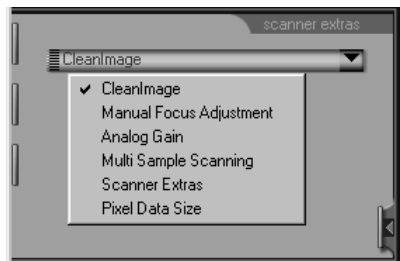 scanner extras
CleanImage
CleanImage
Manual Focus Adjustment
Analog Gain
Multi Sample Scanning
Scanner Extras
Pixel Data Size